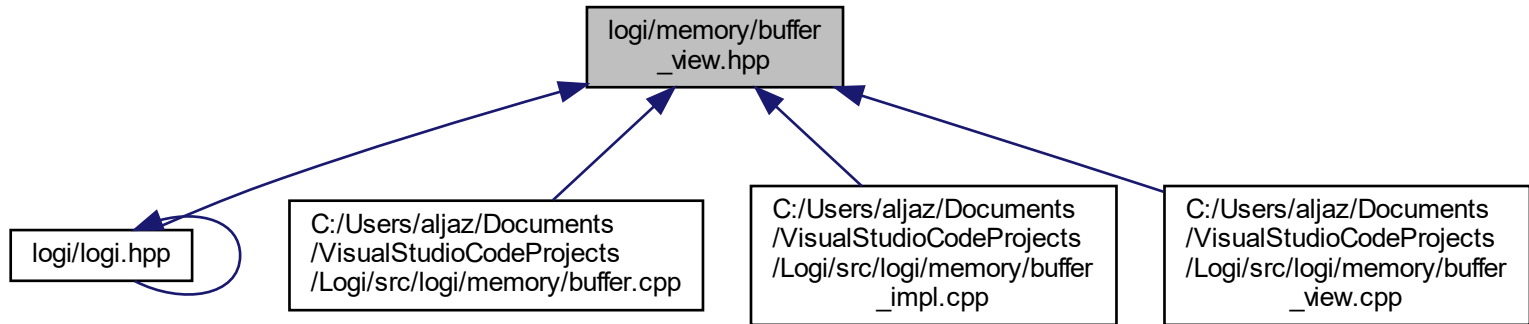 logi/memory/buffer
_view.hpp
logi/logi.hpp
C:/Users/aljaz/Documents
/VisualStudioCodeProjects
/Logi/src/logi/memory/buffer.cpp
C:/Users/aljaz/Documents
/VisualStudioCodeProjects
/Logi/src/logi/memory/buffer
_impl.cpp
C:/Users/aljaz/Documents
/VisualStudioCodeProjects
/Logi/src/logi/memory/buffer
_view.cpp